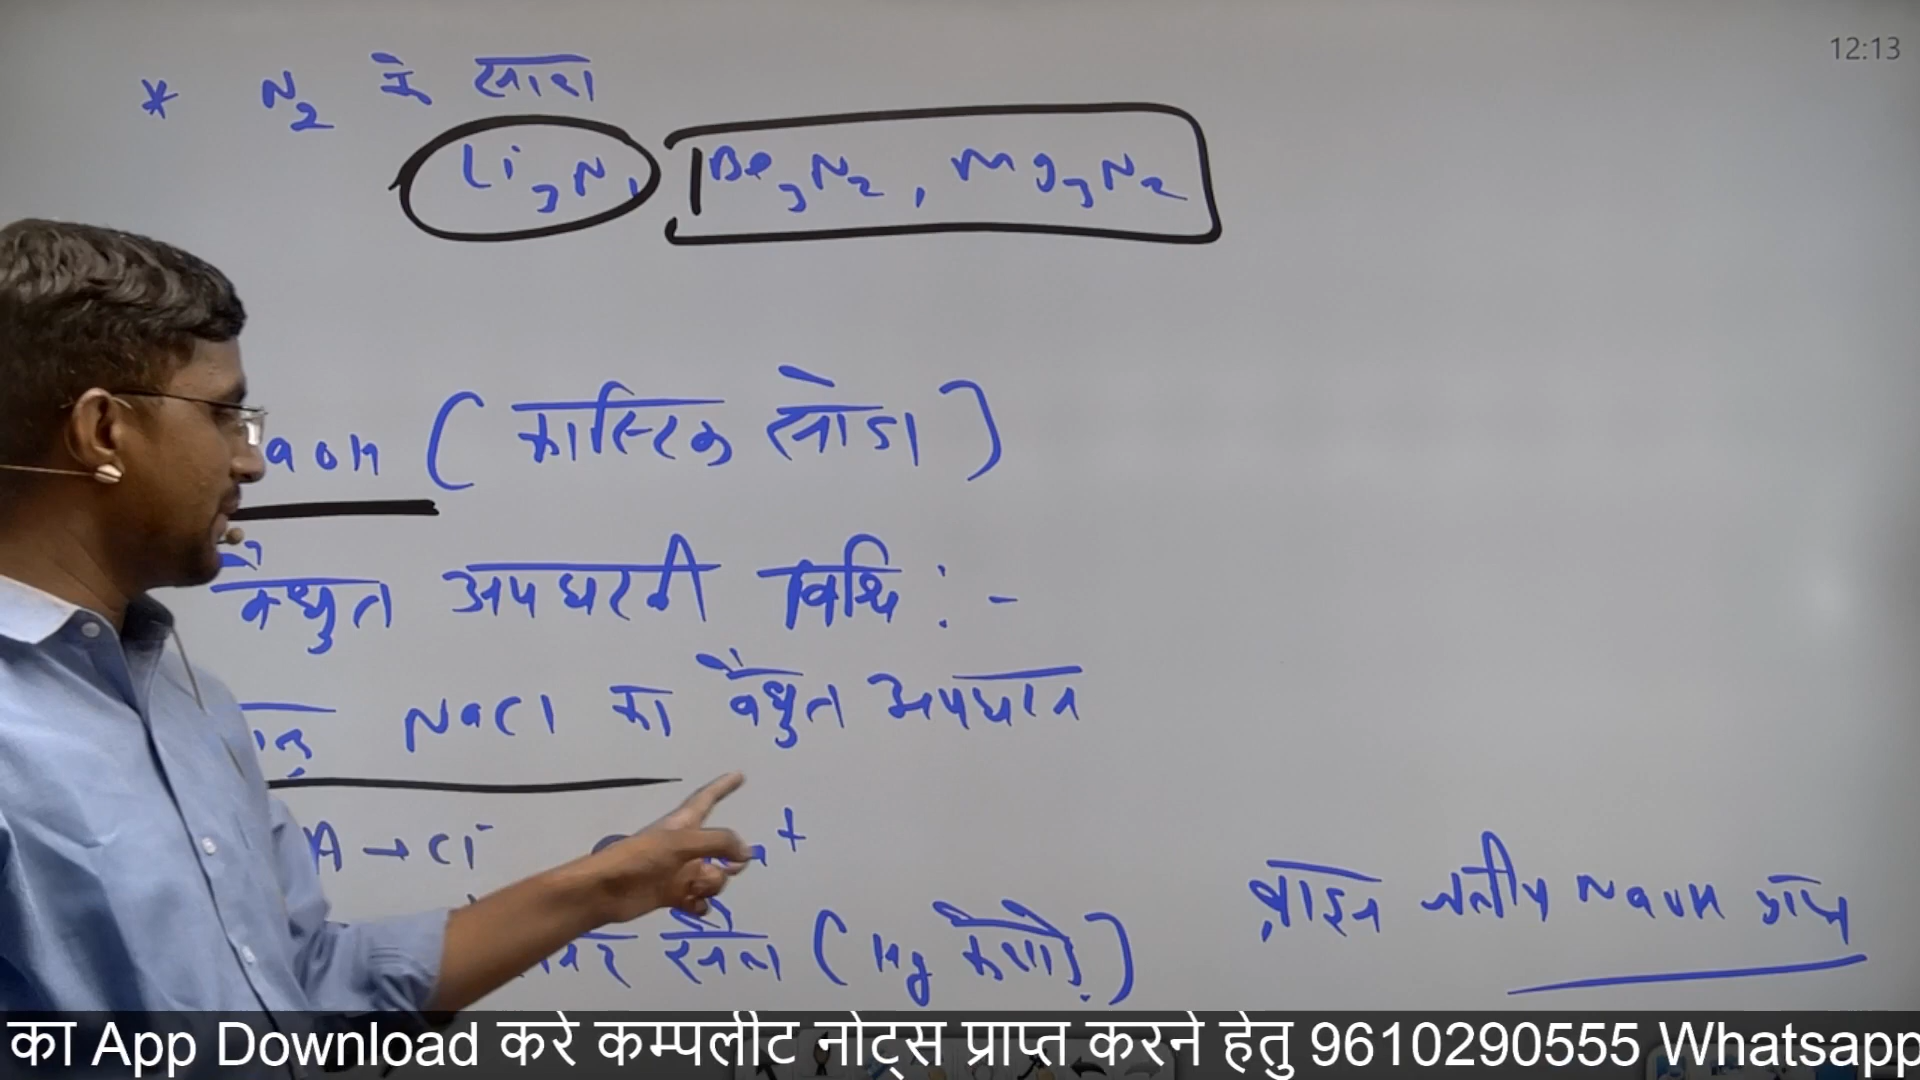 12:13
* N2 के साथ
Li3N, Be3N2, Mg3N2
aOH (कास्टिक सोडा)
वैधुत अपघटनी विधि :-
NaCl का वैधुत अपघटन
A → Cl- a+
सेल (Hg कैथोड)
ब्राइन जलीय NaOH प्राप्त
का App Download करे कम्पलीट नोट्स प्राप्त करने हेतु 9610290555 Whatsapp